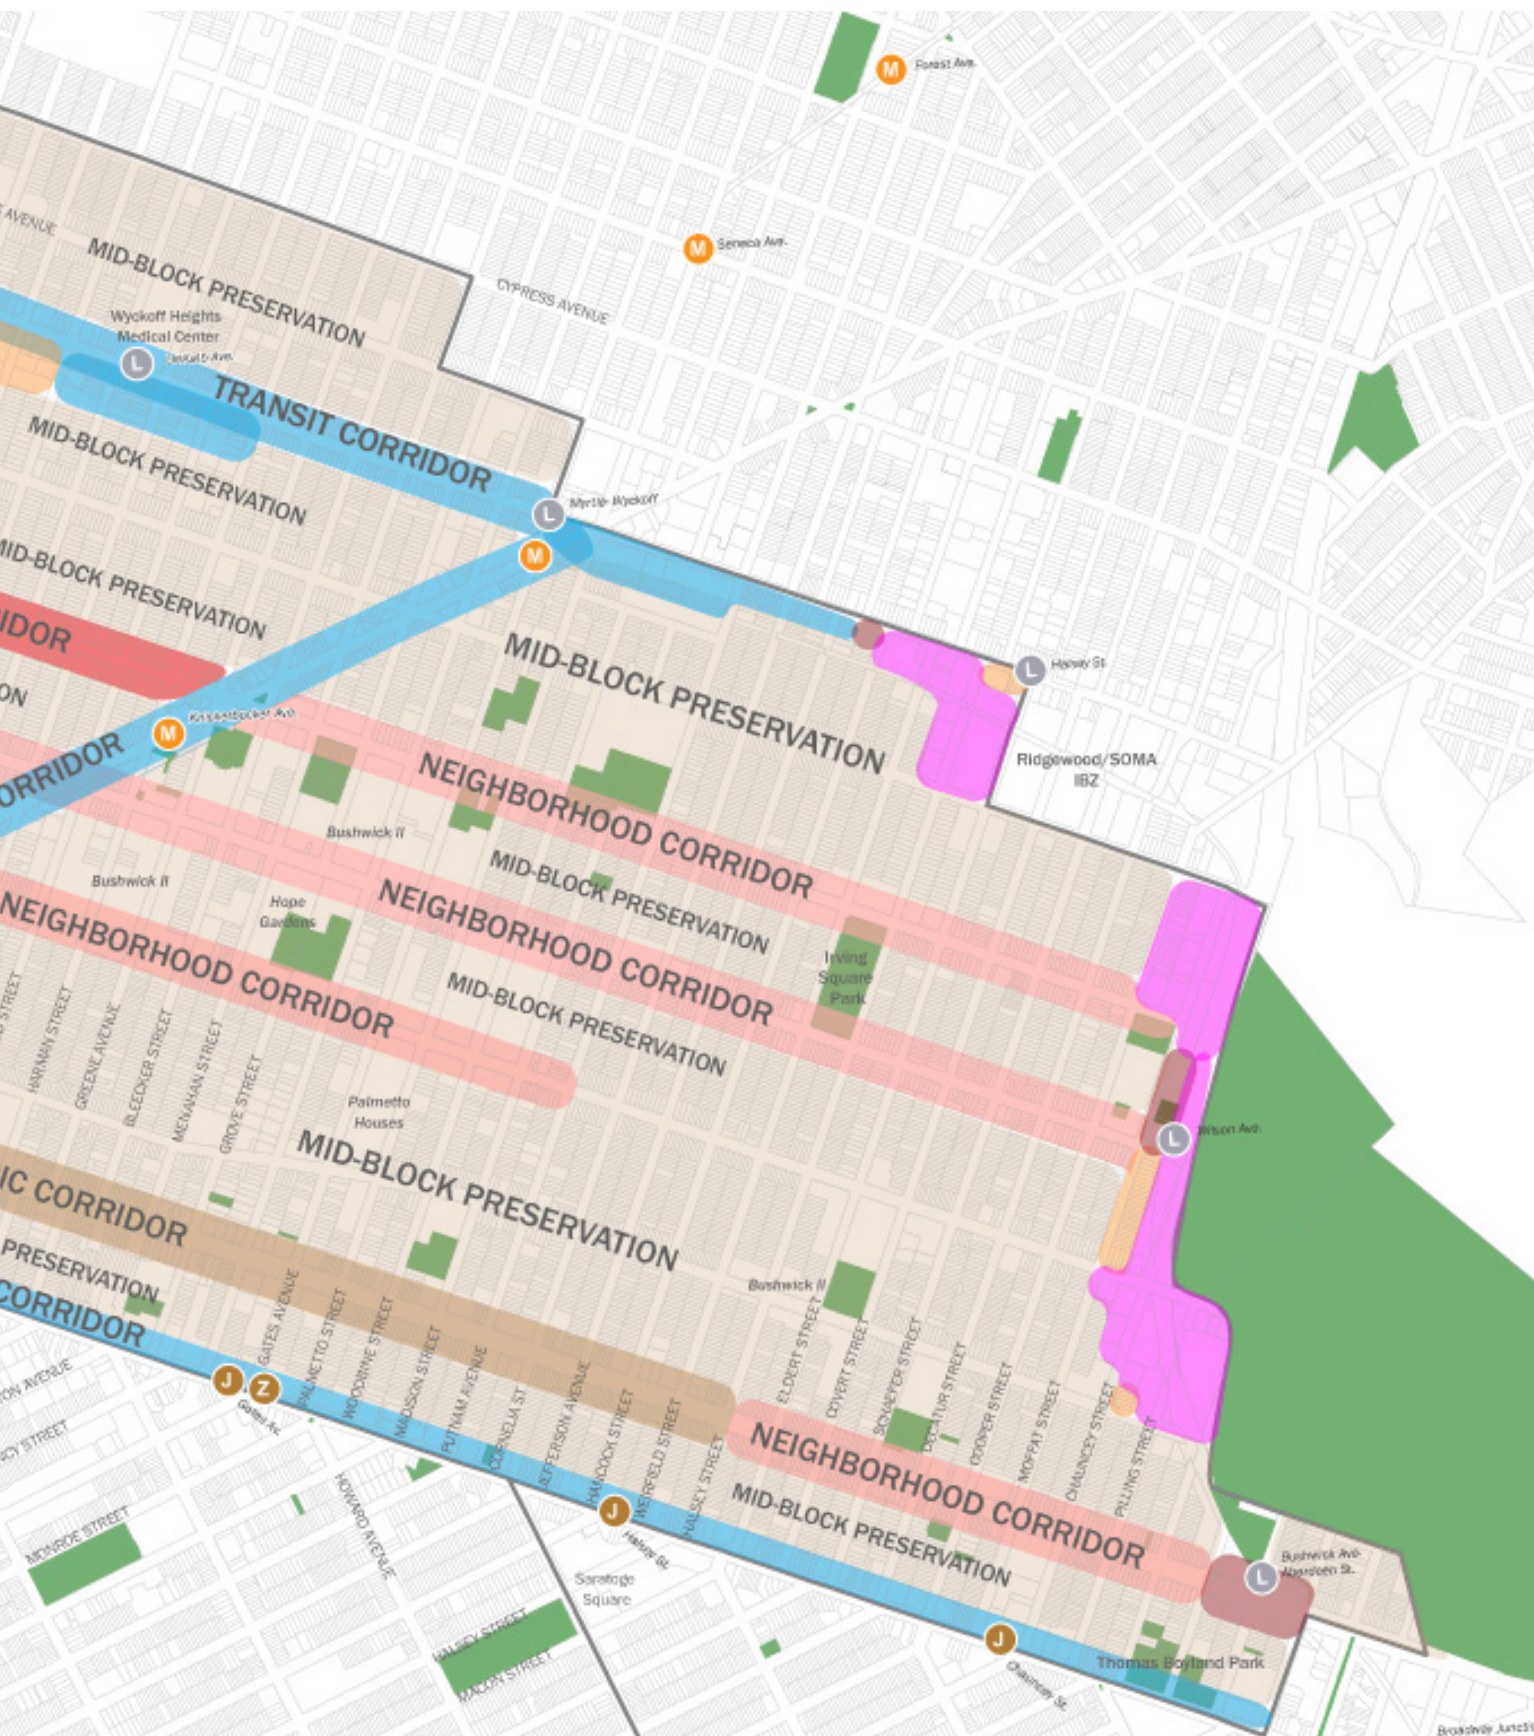 M
Forest Ave.
S AVENUE
MID-BLOCK PRESERVATION
M
Seneca Ave.
CYPRESS AVENUE
Wyckoff Heights
Medical Center
L
TRANSIT CORRIDOR
MID-BLOCK PRESERVATION
L
Myrtle-Wyckoff
M
MID-BLOCK PRESERVATION
IDOR
ON
MID-BLOCK PRESERVATION
L
Halsey St.
M
Knickerbocker Ave.
ORRIDOR
Ridgewood/SOMA
IBZ
NEIGHBORHOOD CORRIDOR
Bushwick II
MID-BLOCK PRESERVATION
Bushwick II
NEIGHBORHOOD CORRIDOR
Hope
Gardens
NEIGHBORHOOD CORRIDOR
Irving
Square
Park
MID-BLOCK PRESERVATION
HARMAN STREET
GREENE AVENUE
BLEECKER STREET
MENAHAN STREET
GROVE STREET
Palmetto
Houses
L
Wilson Ave.
MID-BLOCK PRESERVATION
IC CORRIDOR
PRESERVATION
CORRIDOR
Bushwick II
J
Z
Gates Av.
GATES AVENUE
PALMETTO STREET
WOODBINE STREET
MADISON STREET
PUTNAM AVENUE
CORNELIA ST
JEFFERSON AVENUE
HANCOCK STREET
WEIRFIELD STREET
HALSEY STREET
ELDERT STREET
COVERT STREET
SCHAEFER STREET
DECATUR STREET
COOPER STREET
MOFFAT STREET
CHAUNCEY STREET
PILLING STREET
NEIGHBORHOOD CORRIDOR
MID-BLOCK PRESERVATION
J
Halsey St.
L
Bushwick Ave-
Aberdeen St.
ON AVENUE
CY STREET
HOWARD AVENUE
MONROE STREET
Saratoga
Square
HALSEY STREET
MACON STREET
J
Chauncey St.
Thomas Boyland Park
Broadway Junction